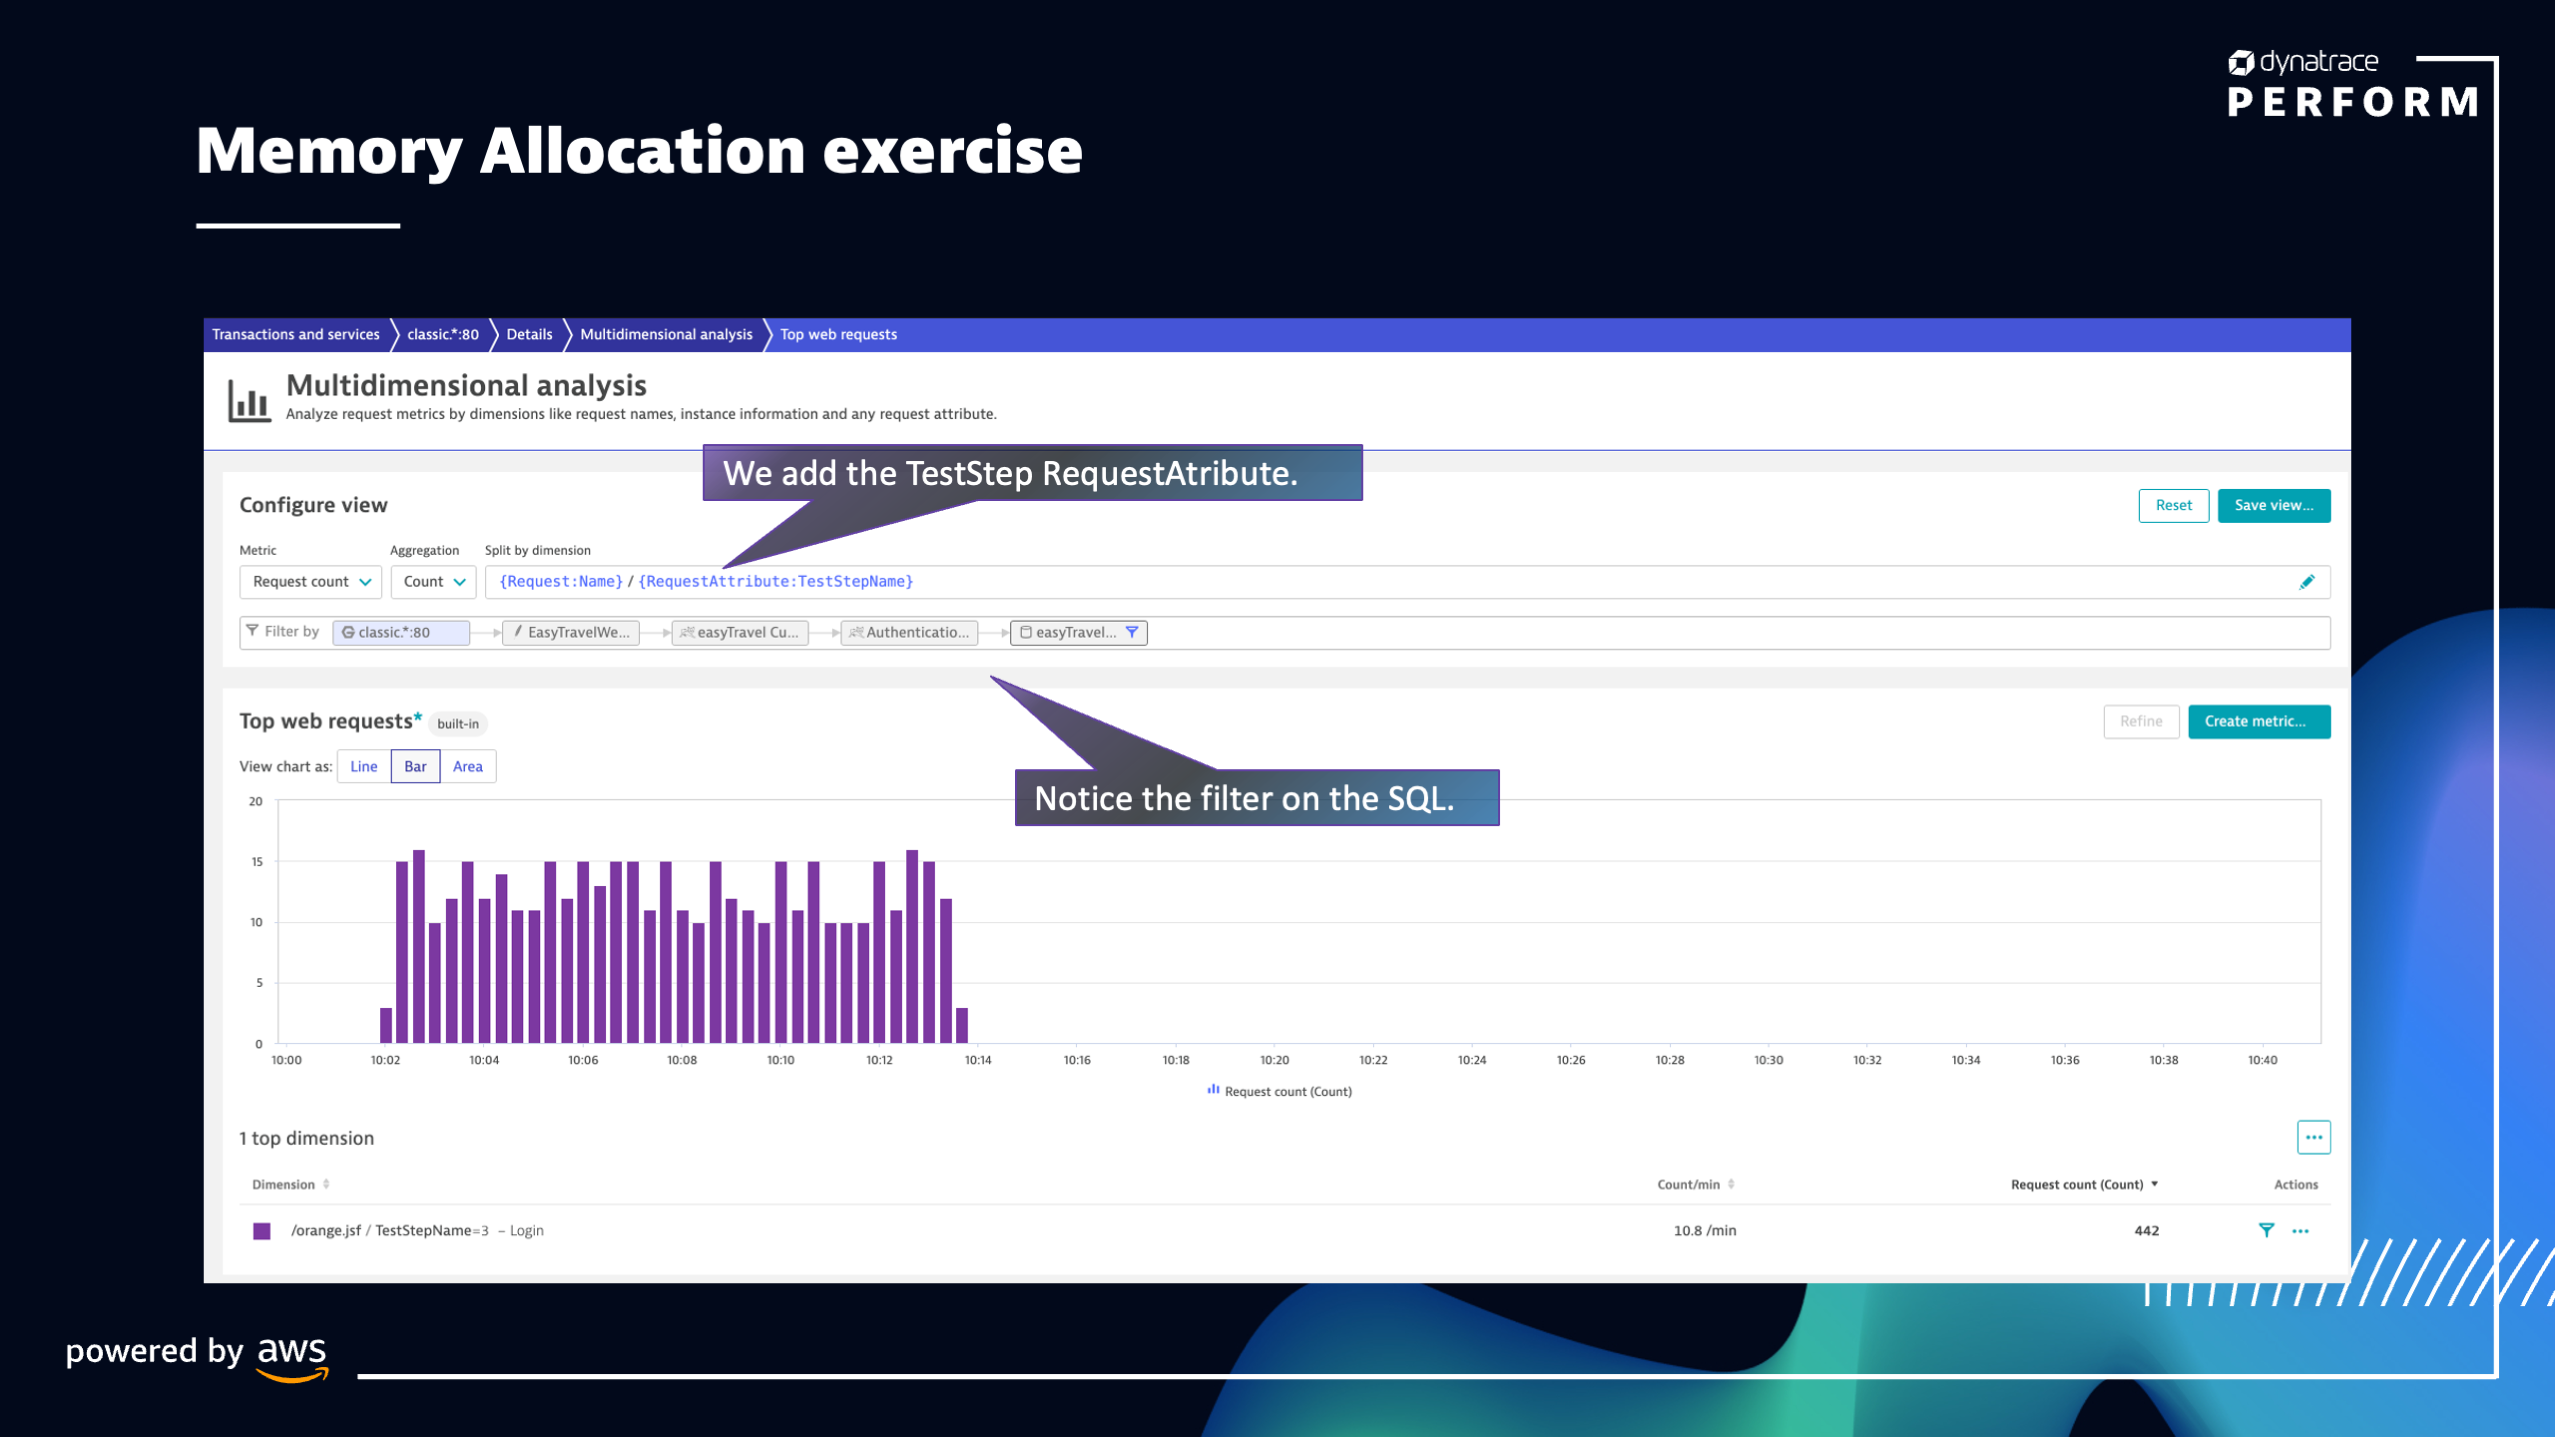 dynatrace
PERFORM
Memory Allocation exercise
Transactions and services classic.*:80 Details Multidimensional analysis Top web requests
Multidimensional analysis
Analyze request metrics by dimensions like request names, instance information and any request attribute.
We add the TestStep RequestAtribute.
Configure view
Reset Save view...
Metric Aggregation Split by dimension
Request count Count {Request:Name} / {RequestAttribute:TestStepName}
Filter by classic.*:80 EasyTravelWe... easyTravel Cu... Authenticatio... easyTravel...
Top web requests* built-in
Refine Create metric...
View chart as: Line Bar Area
Notice the filter on the SQL.
20
15
10
5
0
10:00 10:02 10:04 10:06 10:08 10:10 10:12 10:14 10:16 10:18 10:20 10:22 10:24 10:26 10:28 10:30 10:32 10:34 10:36 10:38 10:40
Request count (Count)
1 top dimension
...
Dimension Count/min Request count (Count) Actions
/orange.jsf / TestStepName=3 – Login 10.8 /min 442 ...
powered by aws